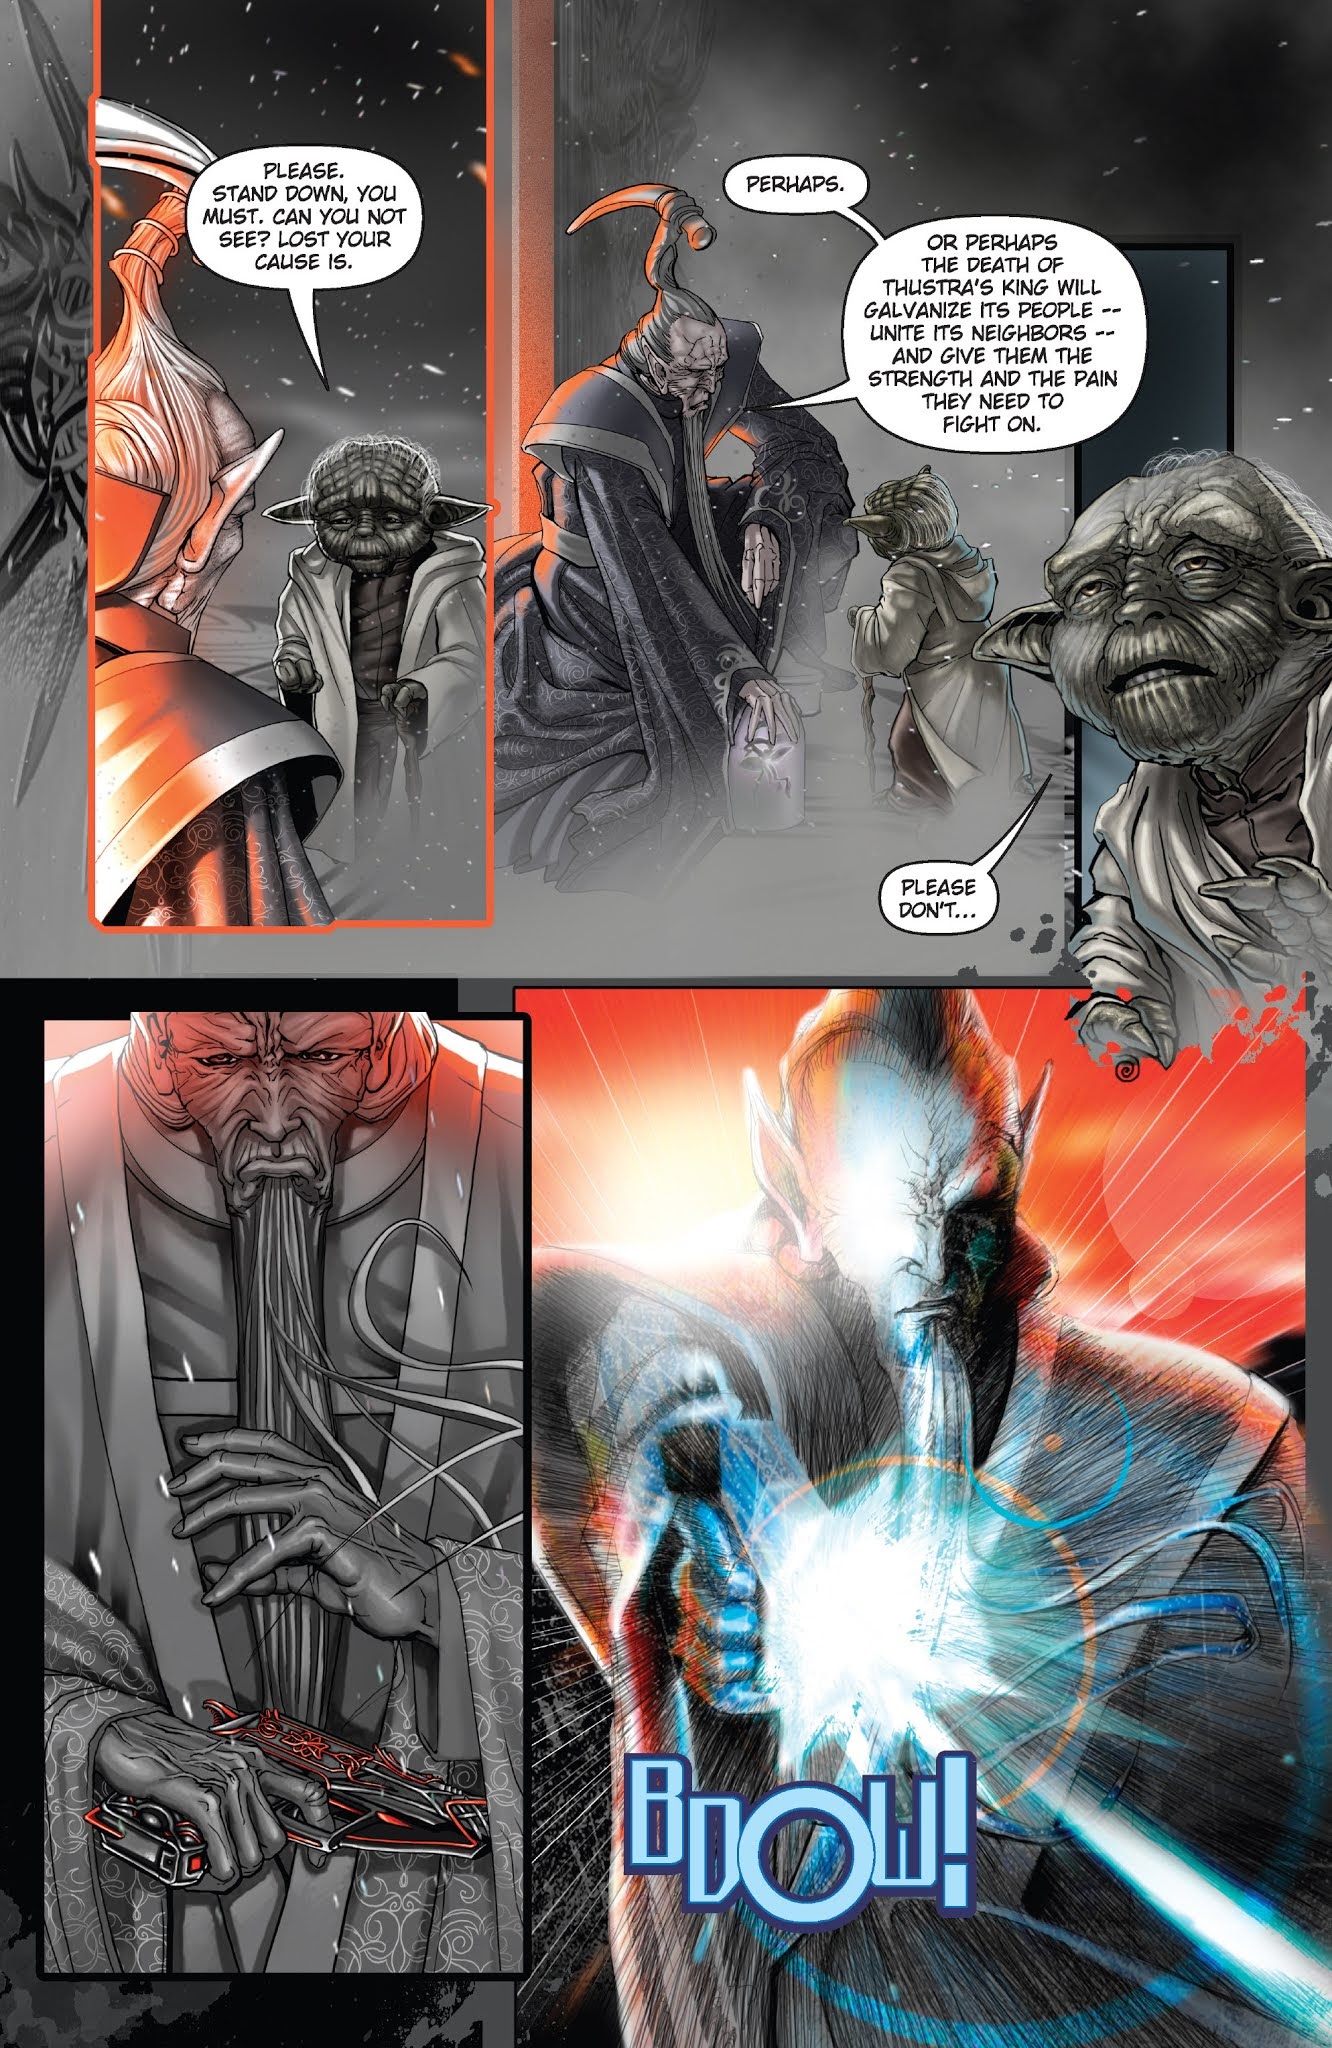 PLEASE.
STAND DOWN, YOU
MUST. CAN YOU NOT
SEE? LOST YOUR
CAUSE IS.
PERHAPS.
OR PERHAPS
THE DEATH OF
THUSTRA'S KING WILL
GALVANIZE ITS PEOPLE --
UNITE ITS NEIGHBORS --
AND GIVE THEM THE
STRENGTH AND THE PAIN
THEY NEED TO
FIGHT ON.
PLEASE
DON'T...
BDOW!